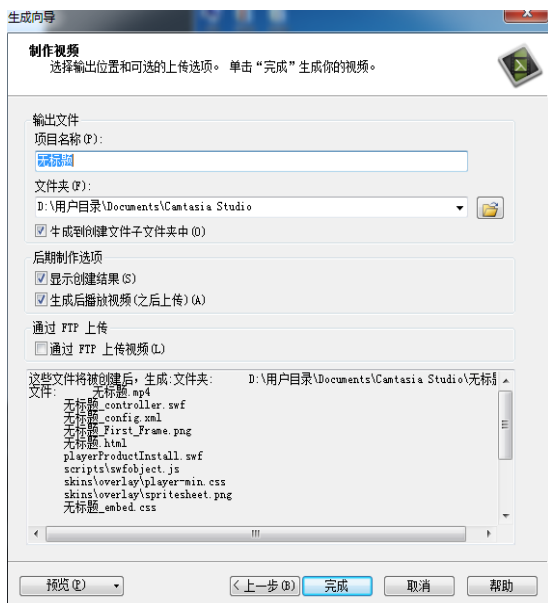 生成向导
制作视频
选择输出位置和可选的上传选项。 单击“完成”生成你的视频。
输出文件
项目名称(P):
无标题
文件夹(F):
D:\用户目录\Documents\Camtasia Studio
生成到创建文件子文件夹中(O)
后期制作选项
显示创建结果(S)
生成后播放视频(之后上传)(A)
通过 FTP 上传
通过 FTP 上传视频(L)
这些文件将被创建后，生成:文件夹: D:\用户目录\Documents\Camtasia Studio\无标
文件: 无标题.mp4
无标题_controller.swf
无标题_config.xml
无标题_First_Frame.png
无标题.html
playerProductInstall.swf
scripts\swfobject.js
skins\overlay\player-min.css
skins\overlay\spritesheet.png
无标题_embed.css
预览(P) <上一步(B) 完成 取消 帮助